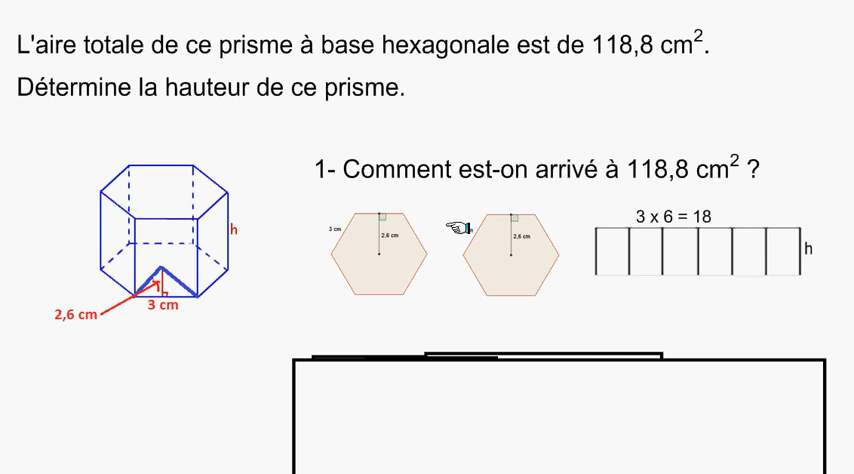 L'aire totale de ce prisme à base hexagonale est de 118,8 cm².
Détermine la hauteur de ce prisme.
1- Comment est-on arrivé à 118,8 cm² ?
3 x 6 = 18
3 cm
2,6 cm
2,6 cm
h
h
3 cm
2,6 cm